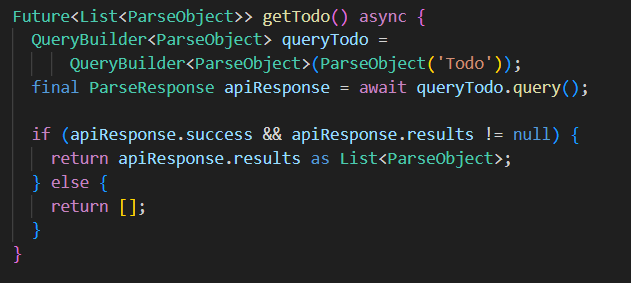 Future<List<ParseObject>> getTodo() async {
QueryBuilder<ParseObject> queryTodo =
QueryBuilder<ParseObject>(ParseObject('Todo'));
final ParseResponse apiResponse = await queryTodo.query();
if (apiResponse.success && apiResponse.results != null) {
return apiResponse.results as List<ParseObject>;
} else {
return [];
}
}